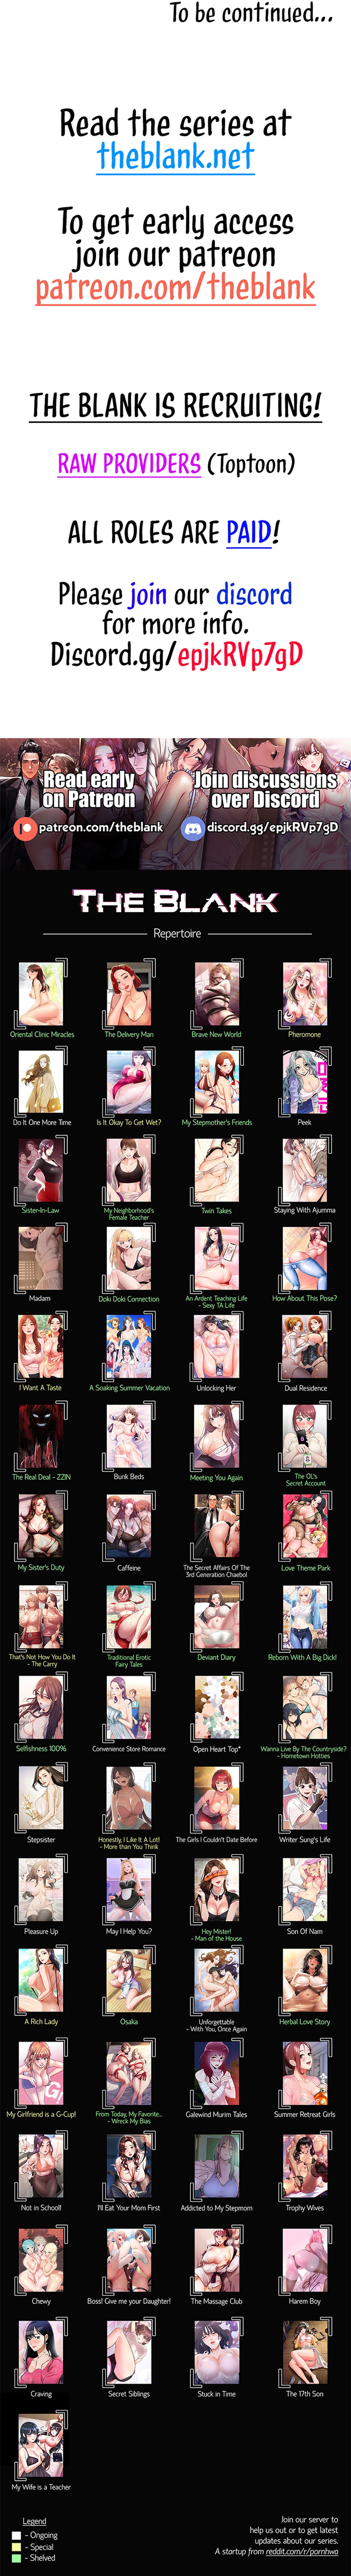 To be continued...
Read the series at
theblank.net
To get early access
join our patreon
patreon.com/theblank
THE BLANK IS RECRUITING!
RAW PROVIDERS (Toptoon)
ALL ROLES ARE PAID!
Please join our discord
for more info.
Discord.gg/epjkRVp7gD
Read early
on Patreon
Join discussions
over Discord
patreon.com/theblank
discord.gg/epjkRVp7gD
THE BLANK
Repertoire
Oriental Clinic Miracles
The Delivery Man
Brave New World
Pheromone
Do It One More Time
Is It Okay To Get Wet?
My Stepmother's Friends
Peek
Sister-In-Law
My Neighborhood's
Female Teacher
Twin Takes
Staying With Ajumma
Madam
Doki Doki Connection
An Ardent Teaching Life
- Sexy TA Life
How About This Pose?
I Want A Taste
A Soaking Summer Vacation
Unlocking Her
Dual Residence
The Real Deal - ZZIN
Bunk Beds
Meeting You Again
The OL's
Secret Account
My Sister's Duty
Caffeine
The Secret Affairs Of The
3rd Generation Chaebol
Love Theme Park
That's Not How You Do It
- The Carry
Traditional Erotic
Fairy Tales
Deviant Diary
Reborn With A Big Dick!
Selfishness 100%
Convenience Store Romance
Open Heart Top*
Wanna Live By The Countryside?
- Hometown Hotties
Stepsister
Honestly, I Like It A Lot!
- More than You Think
The Girls I Couldn't Date Before
Writer Sung's Life
Pleasure Up
May I Help You?
Hey Mister!
- Man of the House
Son Of Nam
A Rich Lady
Osaka
Unforgettable
- With You, Once Again
Herbal Love Story
My Girlfriend is a G-Cup!
From Today, My Favorite...
- Wreck My Bias
Galewind Murim Tales
Summer Retreat Girls
Not in School!
I'll Eat Your Mom First
Addicted to My Stepmom
Trophy Wives
Chewy
Boss! Give me your Daughter!
The Massage Club
Harem Boy
Craving
Secret Siblings
Stuck in Time
The 17th Son
My Wife is a Teacher
Legend
- Ongoing
- Special
- Shelved
Join our server to
help us out or to get latest
updates about our series.
A startup from reddit.com/r/pornhwa